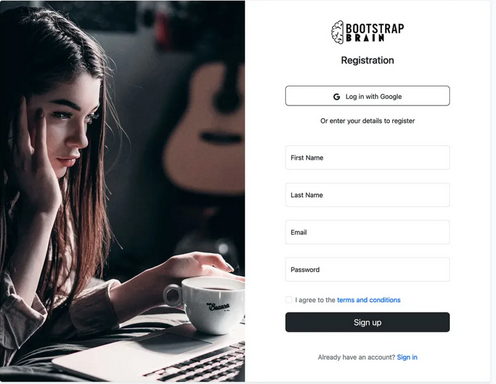 BOOTSTRAP
BRAIN
Registration
G Log in with Google
Or enter your details to register
First Name
Last Name
Email
Password
I agree to the terms and conditions
Sign up
Already have an account? Sign in